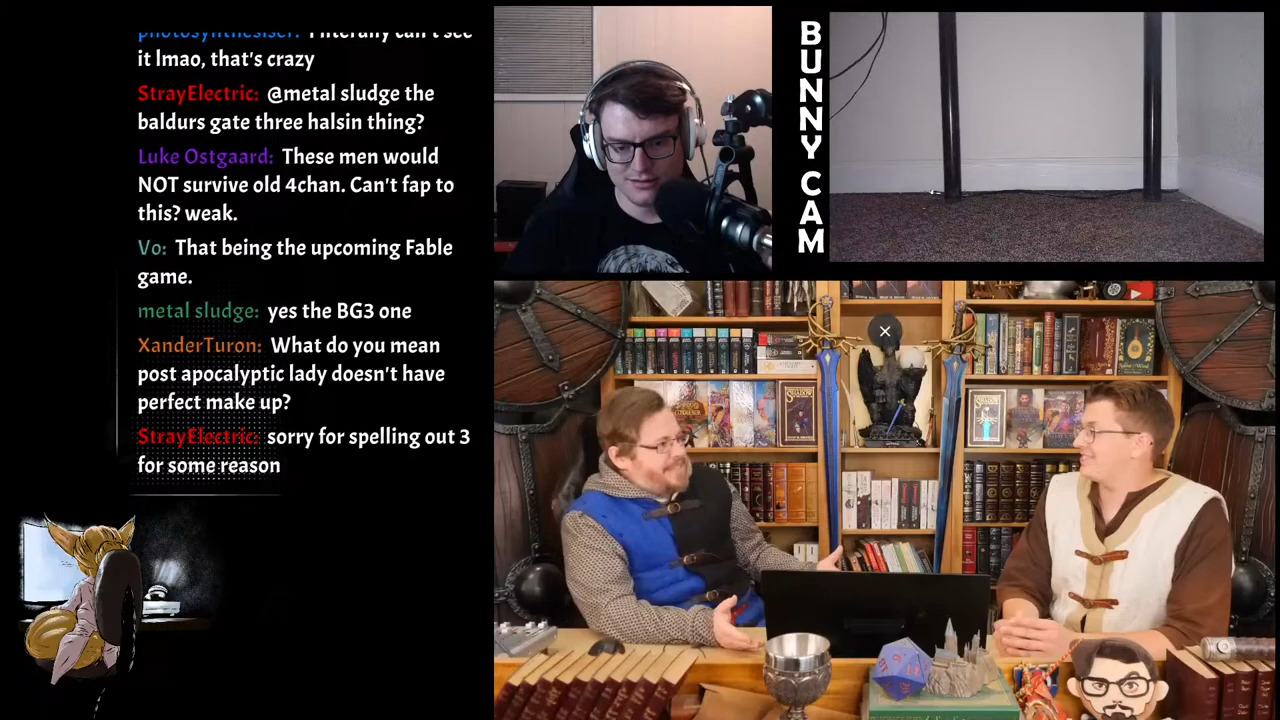 it lmao, that's crazy
StrayElectric: @metal sludge the
baldurs gate three halsin thing?
Luke Ostgaard: These men would
NOT survive old 4chan. Can't fap to
this? weak.
Vo: That being the upcoming Fable
game.
metal sludge: yes the BG3 one
XanderTuron: What do you mean
post apocalyptic lady doesn't have
perfect make up?
StrayElectric: sorry for spelling out 3
for some reason
BUNNY CAM